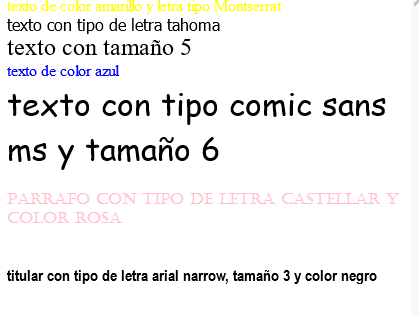 texto de color amarillo y letra tipo Montserrat
texto con tipo de letra tahoma
texto con tamaño 5
texto de color azul
texto con tipo comic sans
ms y tamaño 6
PARRAFO CON TIPO DE LETRA CASTELLAR Y
COLOR ROSA
titular con tipo de letra arial narrow, tamaño 3 y color negro